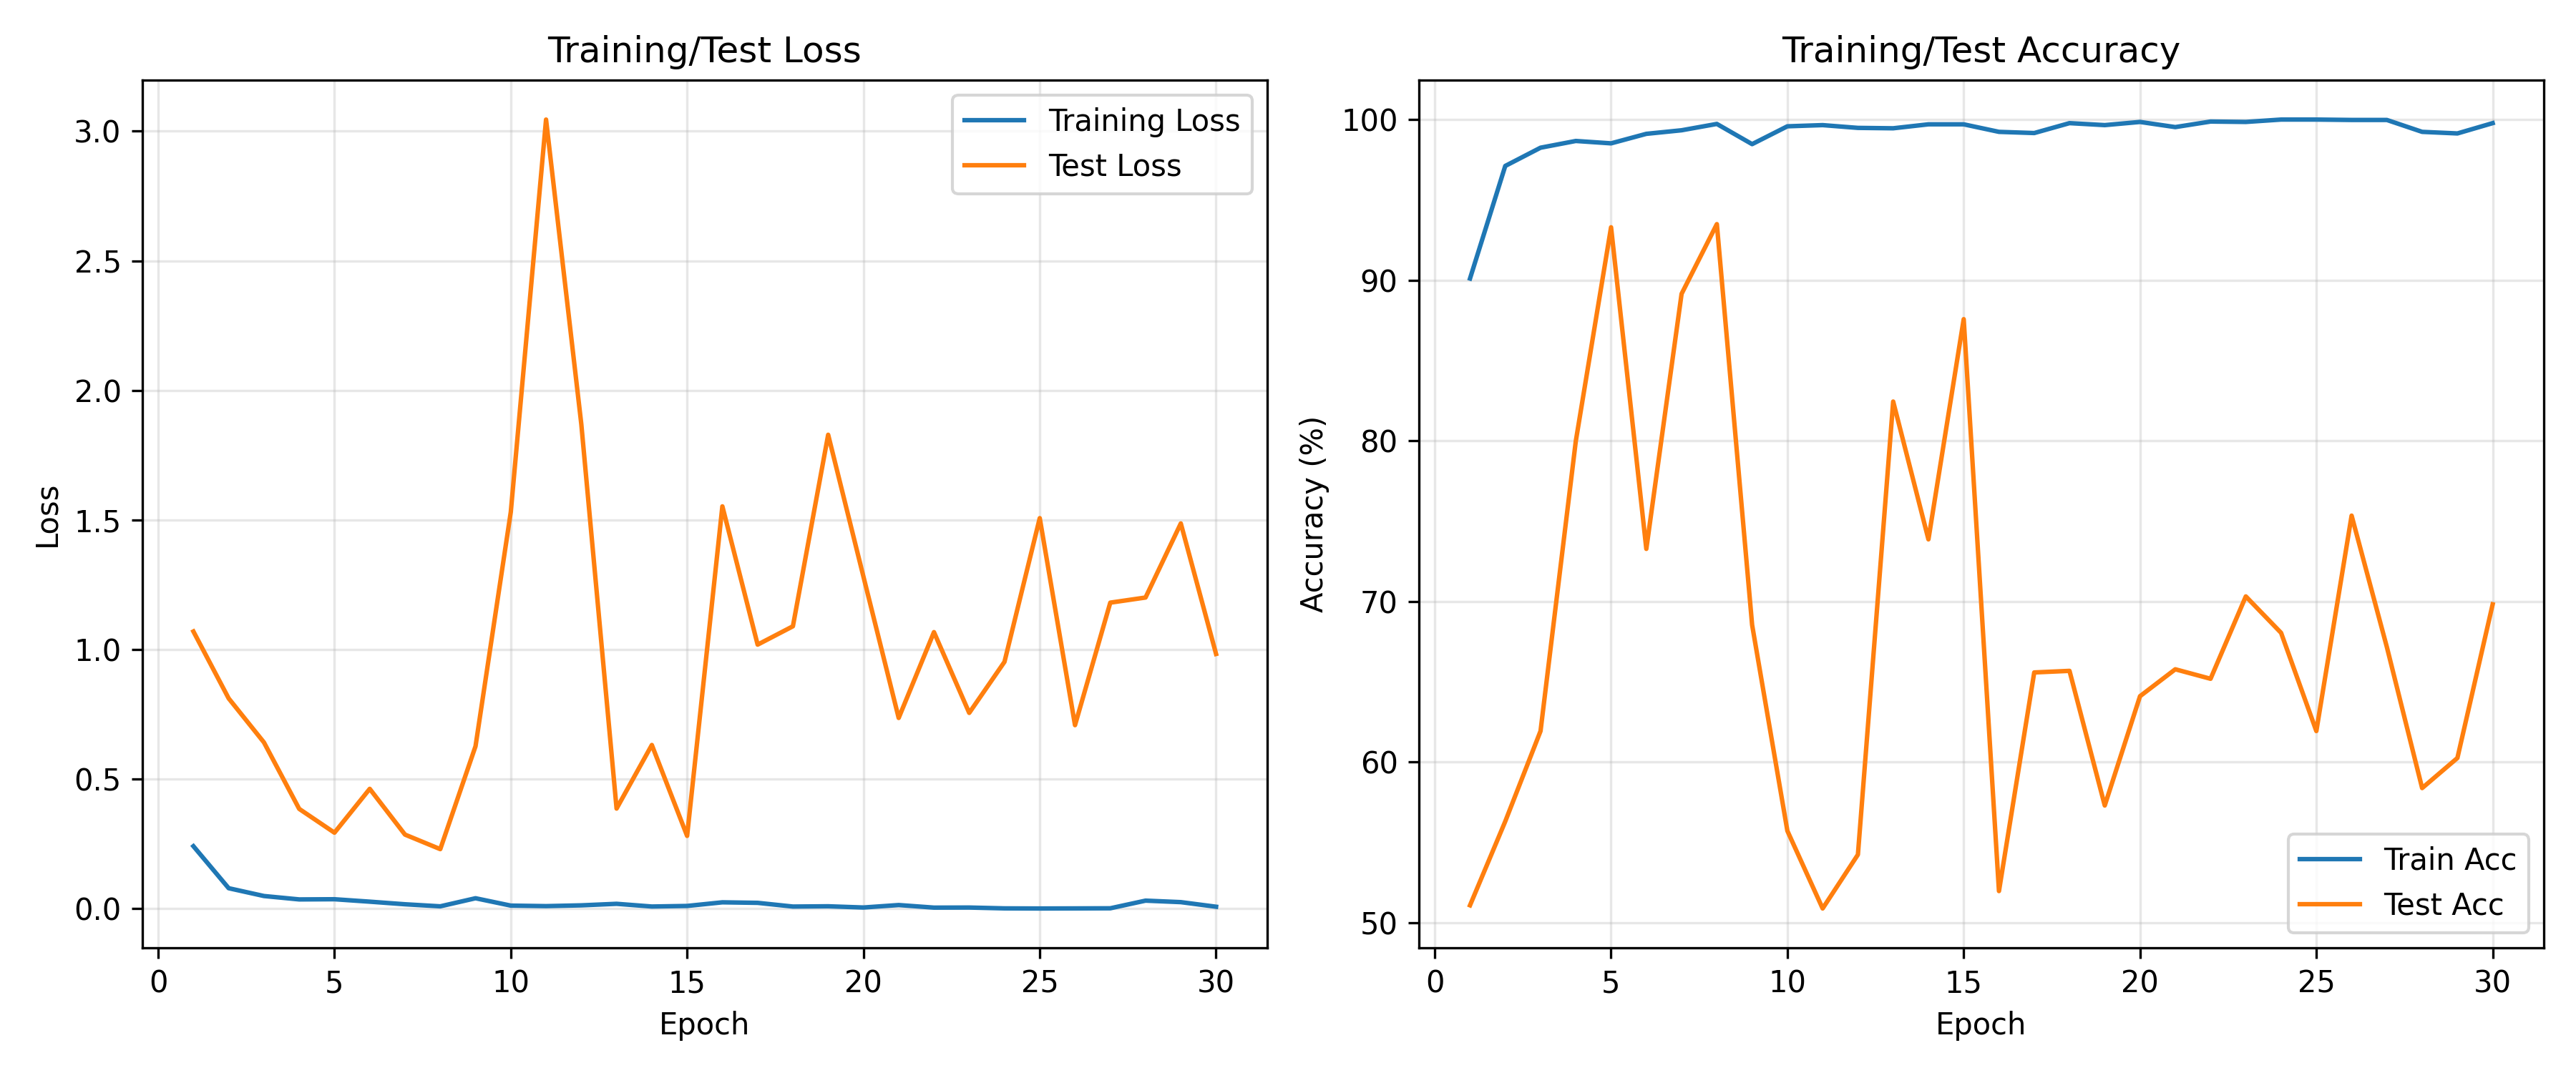 Training/Test Loss
Training Loss
Test Loss
Loss
3.0
2.5
2.0
1.5
1.0
0.5
0.0
0 5 10 15 20 25 30
Epoch
Training/Test Accuracy
Accuracy (%)
100
90
80
70
60
50
Train Acc
Test Acc
0 5 10 15 20 25 30
Epoch